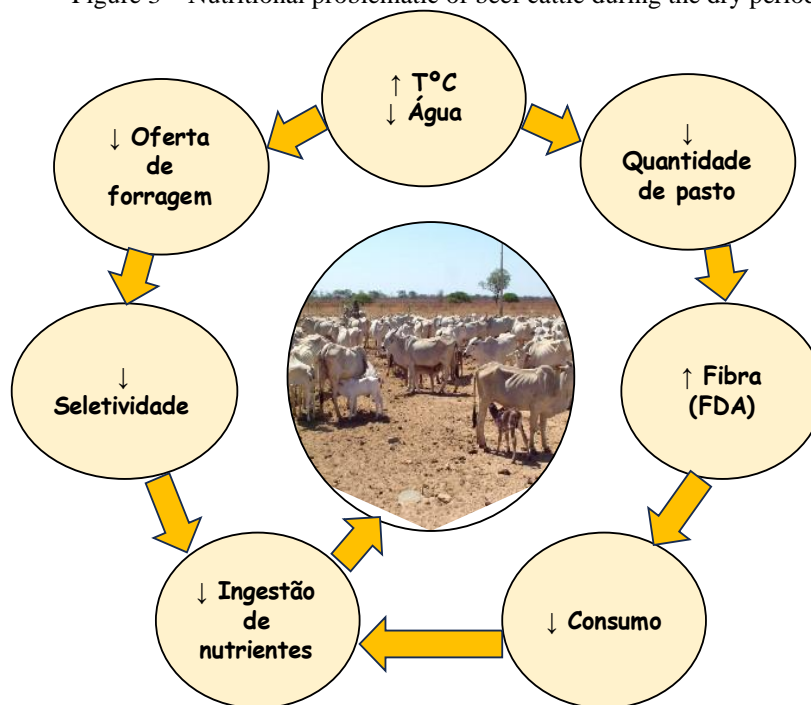 Figure 3 – Nutritional problematic of beef cattle during the dry period
↑ TºC
↓ Água
↓ Oferta
de
forragem
↓
Quantidade
de pasto
↓
Seletividade
↑ Fibra
(FDA)
↓ Ingestão
de
nutrientes
↓ Consumo